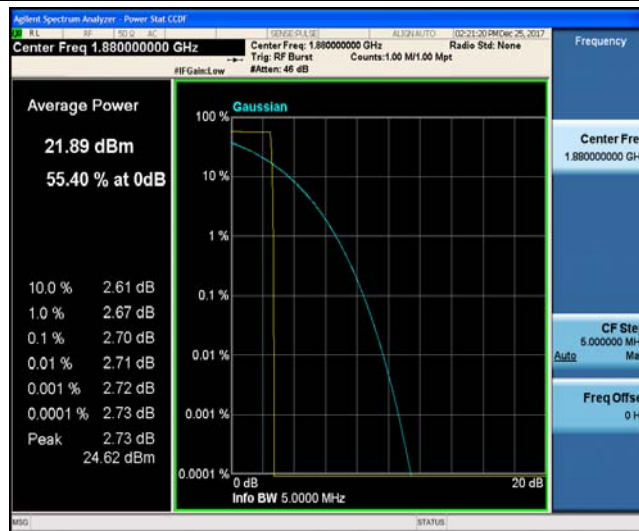 Agilent Spectrum Analyzer - Power Stat CCDF
RL RF 50 Ω AC SENSE:PULSE ALIGN AUTO 02:21:20 PM Dec 25, 2017
Center Freq 1.880000000 GHz
Center Freq: 1.880000000 GHz Radio Std: None
Trig: RF Burst Counts:1.00 M/1.00 Mpt
#IFGain:Low #Atten: 46 dB
Frequency
Average Power
21.89 dBm
55.40 % at 0dB
10.0 % 2.61 dB
1.0 % 2.67 dB
0.1 % 2.70 dB
0.01 % 2.71 dB
0.001 % 2.72 dB
0.0001 % 2.73 dB
Peak 2.73 dB
24.62 dBm
Gaussian
100 %
10 %
1 %
0.1 %
0.01 %
0.001 %
0.0001 %
0 dB 20 dB
Info BW 5.0000 MHz
Center Fre
1.880000000 GH
CF Ste
5.000000 MH
Auto Ma
Freq Offse
0 H
MSG STATUS